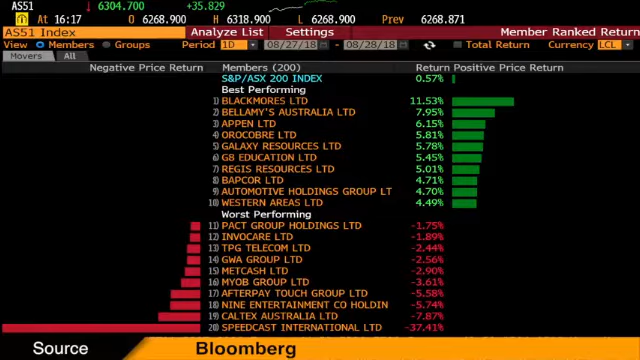 AS51 ↓ 6304.700 +35.829
At 16:17 O 6268.900 H 6318.900 L 6268.900 Prev 6268.871
AS51 Index Analyze List Settings Member Ranked Return
View Members Groups Period 1D 08/27/18 - 08/28/18 Total Return Currency LCL
Movers All
Negative Price Return Members (200) Return Positive Price Return
S&P/ASX 200 INDEX 0.57%
Best Performing
1) BLACKMORES LTD 11.53%
2) BELLAMY'S AUSTRALIA LTD 7.95%
3) APPEN LTD 6.15%
4) OROCOBRE LTD 5.81%
5) GALAXY RESOURCES LTD 5.78%
6) G8 EDUCATION LTD 5.45%
7) REGIS RESOURCES LTD 5.01%
8) BAPCOR LTD 4.71%
9) AUTOMOTIVE HOLDINGS GROUP LT 4.70%
10) WESTERN AREAS LTD 4.49%
Worst Performing
11) PACT GROUP HOLDINGS LTD -1.75%
12) INVOCARE LTD -1.89%
13) TPG TELECOM LTD -2.44%
14) GWA GROUP LTD -2.56%
15) METCASH LTD -2.90%
16) MYOB GROUP LTD -3.61%
17) AFTERPAY TOUCH GROUP LTD -5.58%
18) NINE ENTERTAINMENT CO HOLDIN -5.74%
19) CALTEX AUSTRALIA LTD -7.87%
20) SPEEDCAST INTERNATIONAL LTD -37.41%
Source Bloomberg